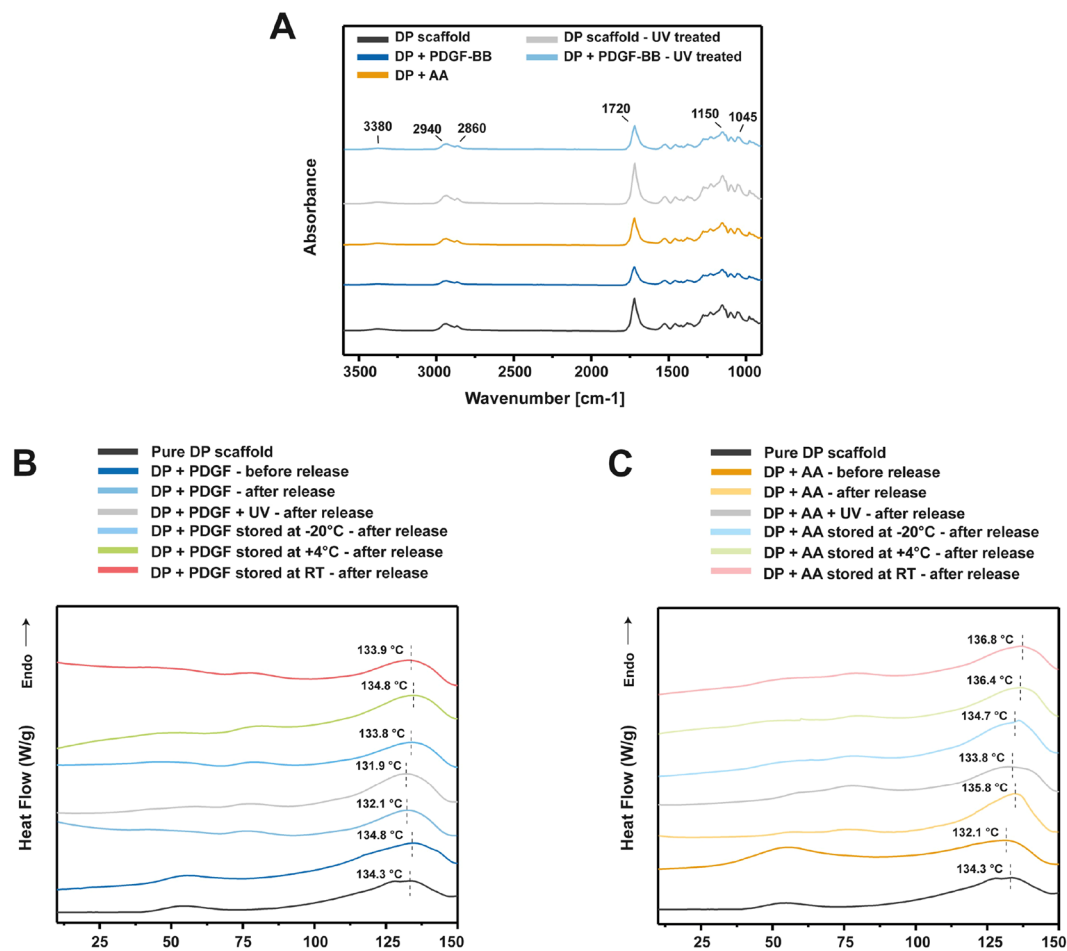 A
DP scaffold
DP scaffold - UV treated
DP + PDGF-BB
DP + PDGF-BB - UV treated
DP + AA
3380
2940
2860
1720
1150
1045
Absorbance
3500
3000
2500
2000
1500
1000
Wavenumber [cm-1]
B
Pure DP scaffold
DP + PDGF - before release
DP + PDGF - after release
DP + PDGF + UV - after release
DP + PDGF stored at -20°C - after release
DP + PDGF stored at +4°C - after release
DP + PDGF stored at RT - after release
Heat Flow (W/g)
Endo
133.9 °C
134.8 °C
133.8 °C
131.9 °C
132.1 °C
134.8 °C
134.3 °C
25
50
75
100
125
150
C
Pure DP scaffold
DP + AA - before release
DP + AA - after release
DP + AA + UV - after release
DP + AA stored at -20°C - after release
DP + AA stored at +4°C - after release
DP + AA stored at RT - after release
Heat Flow (W/g)
Endo
136.8 °C
136.4 °C
134.7 °C
133.8 °C
135.8 °C
132.1 °C
134.3 °C
25
50
75
100
125
150